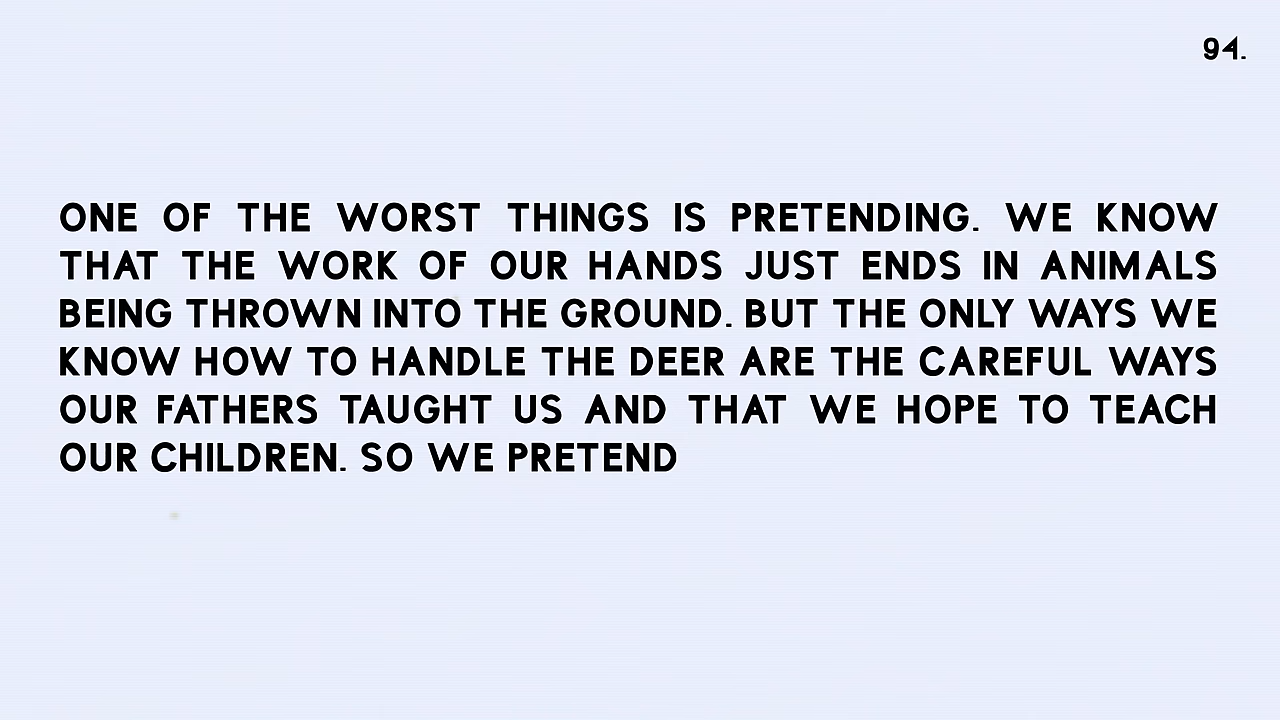 94.
ONE OF THE WORST THINGS IS PRETENDING. WE KNOW
THAT THE WORK OF OUR HANDS JUST ENDS IN ANIMALS
BEING THROWN INTO THE GROUND. BUT THE ONLY WAYS WE
KNOW HOW TO HANDLE THE DEER ARE THE CAREFUL WAYS
OUR FATHERS TAUGHT US AND THAT WE HOPE TO TEACH
OUR CHILDREN. SO WE PRETEND